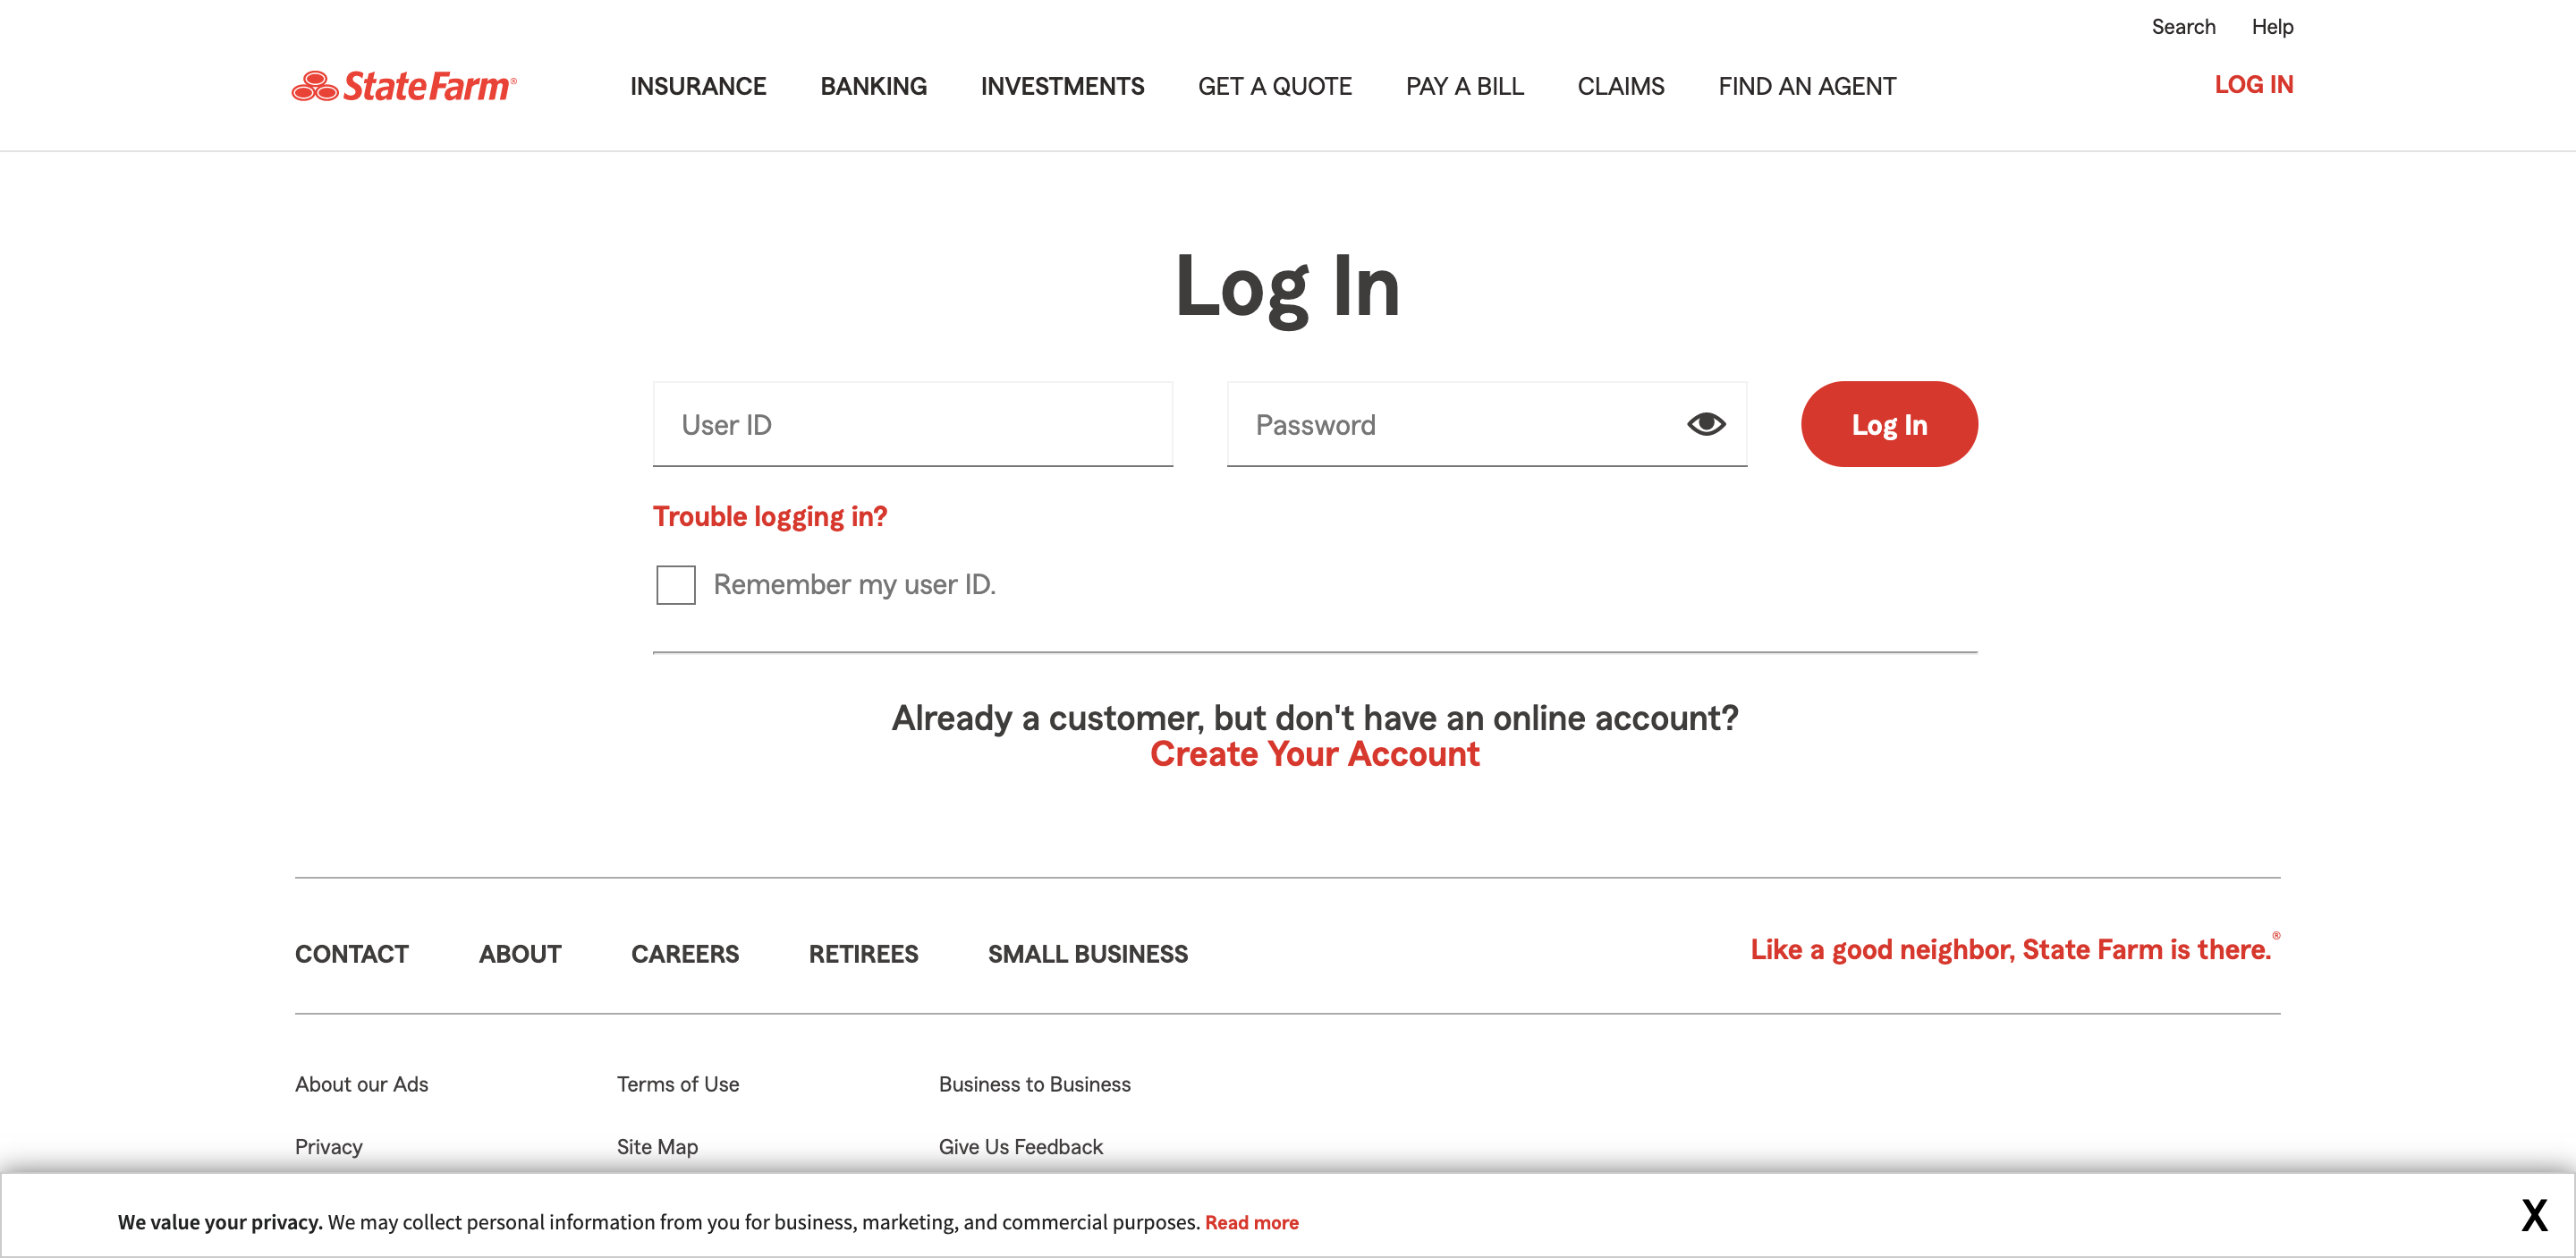 Search Help
StateFarm®
INSURANCE BANKING INVESTMENTS GET A QUOTE PAY A BILL CLAIMS FIND AN AGENT LOG IN
Log In
User ID Password Log In
Trouble logging in?
Remember my user ID.
Already a customer, but don't have an online account?
Create Your Account
CONTACT ABOUT CAREERS RETIREES SMALL BUSINESS Like a good neighbor, State Farm is there.®
About our Ads Terms of Use Business to Business
Privacy Site Map Give Us Feedback
We value your privacy. We may collect personal information from you for business, marketing, and commercial purposes. Read more X